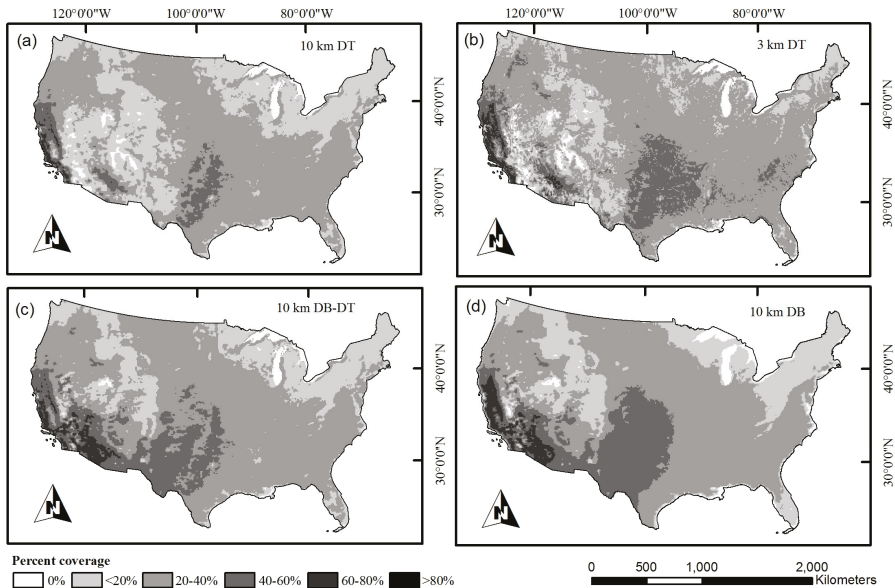 120°0'0"W 100°0'0"W 80°0'0"W
120°0'0"W 100°0'0"W 80°0'0"W
(a) 10 km DT
(b) 3 km DT
40°0'0"N
30°0'0"N
40°0'0"N
30°0'0"N
N
N
(c) 10 km DB-DT
(d) 10 km DB
40°0'0"N
30°0'0"N
40°0'0"N
30°0'0"N
N
N
Percent coverage
0% <20% 20-40% 40-60% 60-80% >80%
0 500 1,000 2,000
Kilometers